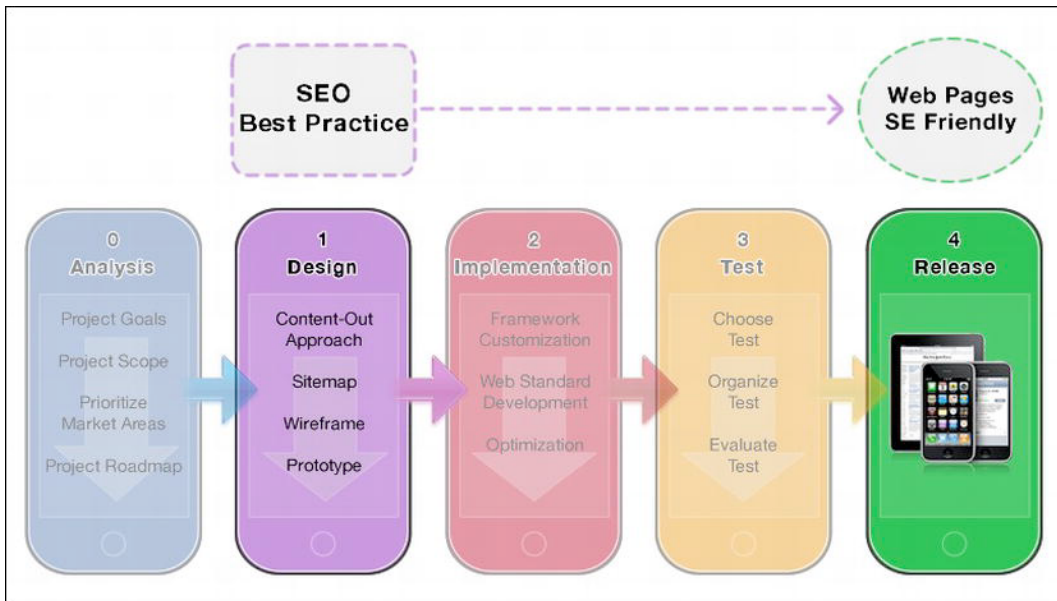 SEO
Best Practice
Web Pages
SE Friendly
0
Analysis
Project Goals
Project Scope
Prioritize
Market Areas
Project Roadmap
1
Design
Content-Out
Approach
Sitemap
Wireframe
Prototype
2
Implementation
Framework
Customization
Web Standard
Development
Optimization
3
Test
Choose
Test
Organize
Test
Evaluate
Test
4
Release